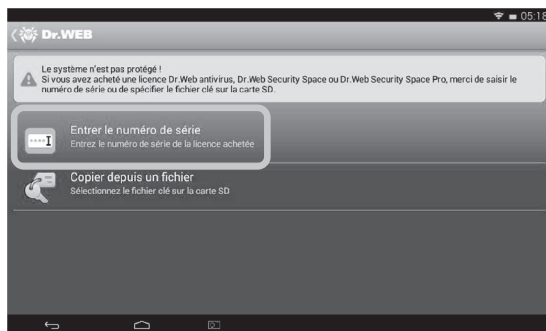 05:18
Dr.WEB
Le système n'est pas protégé !
Si vous avez acheté une licence Dr.Web antivirus, Dr.Web Security Space ou Dr.Web Security Space Pro, merci de saisir le
numéro de série ou de spécifier le fichier clé sur la carte SD.
Entrer le numéro de série
Entrez le numéro de série de la licence achetée
Copier depuis un fichier
Sélectionnez le fichier clé sur la carte SD